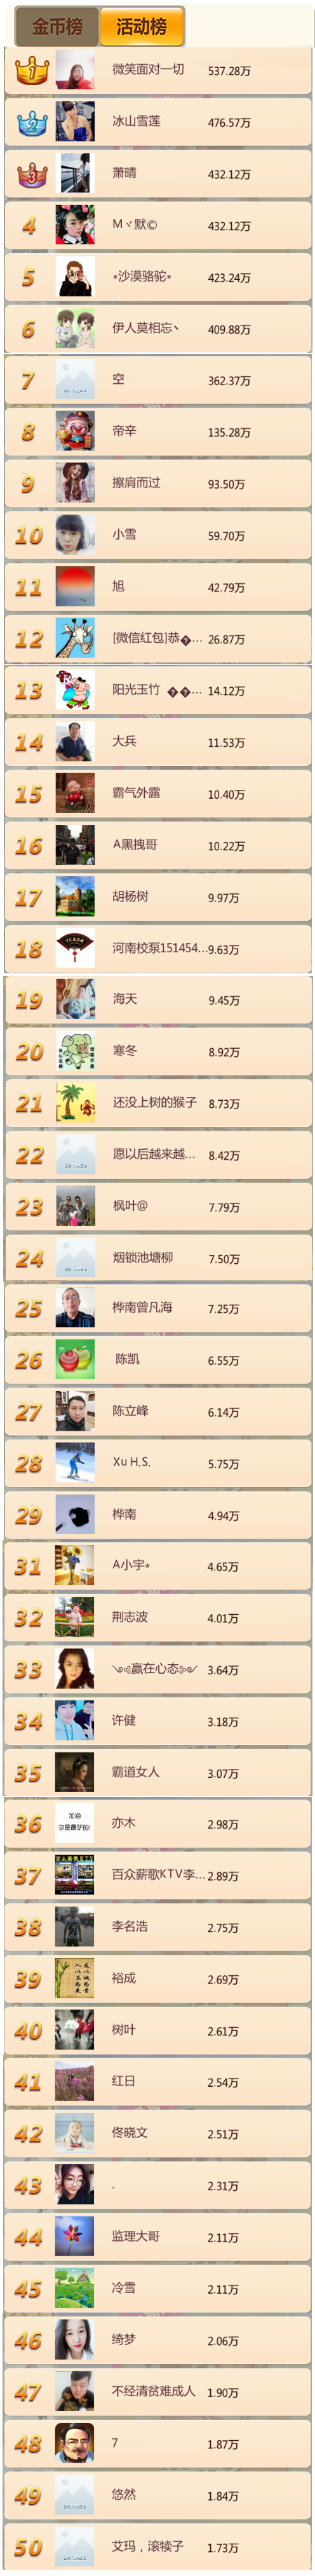 金币榜 活动榜
1 微笑面对一切 537.28万
2 冰山雪莲 476.57万
3 萧晴 432.12万
4 Mヾ默© 432.12万
5 *沙漠骆驼* 423.24万
6 伊人莫相忘丶 409.88万
7 空 362.37万
8 帝辛 135.28万
9 擦肩而过 93.50万
10 小雪 59.70万
11 旭 42.79万
12 [微信红包]恭�... 26.87万
13 阳光玉竹 ��... 14.12万
14 大兵 11.53万
15 霸气外露 10.40万
16 A黑拽哥 10.22万
17 胡杨树 9.97万
18 河南校泵151454... 9.63万
19 海天 9.45万
20 寒冬 8.92万
21 还没上树的猴子 8.73万
22 愿以后越来越... 8.42万
23 枫叶@ 7.79万
24 烟锁池塘柳 7.50万
25 桦南曾凡海 7.25万
26 陈凯 6.55万
27 陈立峰 6.14万
28 Xu H.S. 5.75万
29 桦南 4.94万
31 A小宇* 4.65万
32 荆志波 4.01万
33 ༺赢在心态༻ 3.64万
34 许健 3.18万
35 霸道女人 3.07万
36 亦木 2.98万
37 百众薪歌KTV李... 2.89万
38 李名浩 2.75万
39 裕成 2.69万
40 树叶 2.61万
41 红日 2.54万
42 佟晓文 2.51万
43 . 2.31万
44 监理大哥 2.11万
45 冷雪 2.11万
46 绮梦 2.06万
47 不经清贫难成人 1.90万
48 7 1.87万
49 悠然 1.84万
50 艾玛，滚犊子 1.73万